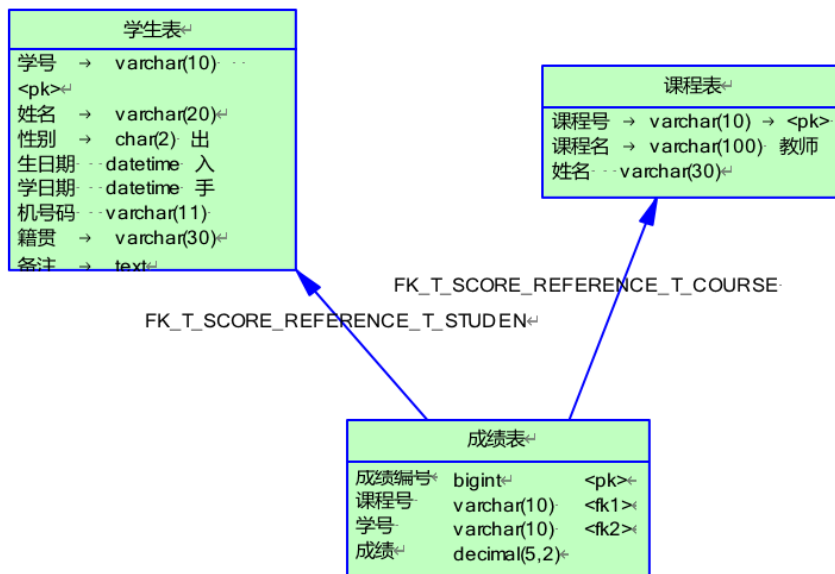 学生表
学号 → varchar(10)
<pk>
姓名 → varchar(20)
性别 → char(2) 出
生日期 datetime 入
学日期 datetime 手
机号码 varchar(11)
籍贯 → varchar(30)
备注 → text
课程表
课程号 → varchar(10) → <pk>
课程名 → varchar(100) 教师
姓名 varchar(30)
FK_T_SCORE_REFERENCE_T_COURSE
FK_T_SCORE_REFERENCE_T_STUDEN
成绩表
成绩编号 bigint <pk>
课程号 varchar(10) <fk1>
学号 varchar(10) <fk2>
成绩 decimal(5,2)